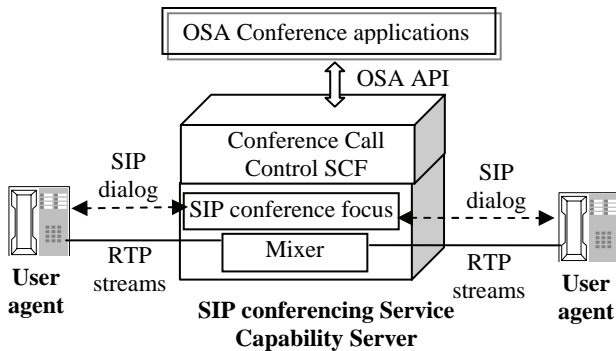 OSA Conference applications
OSA API
Conference Call
Control SCF
SIP
dialog
SIP
dialog
SIP conference focus
Mixer
RTP
streams
RTP
streams
User
agent
User
agent
SIP conferencing Service
Capability Server